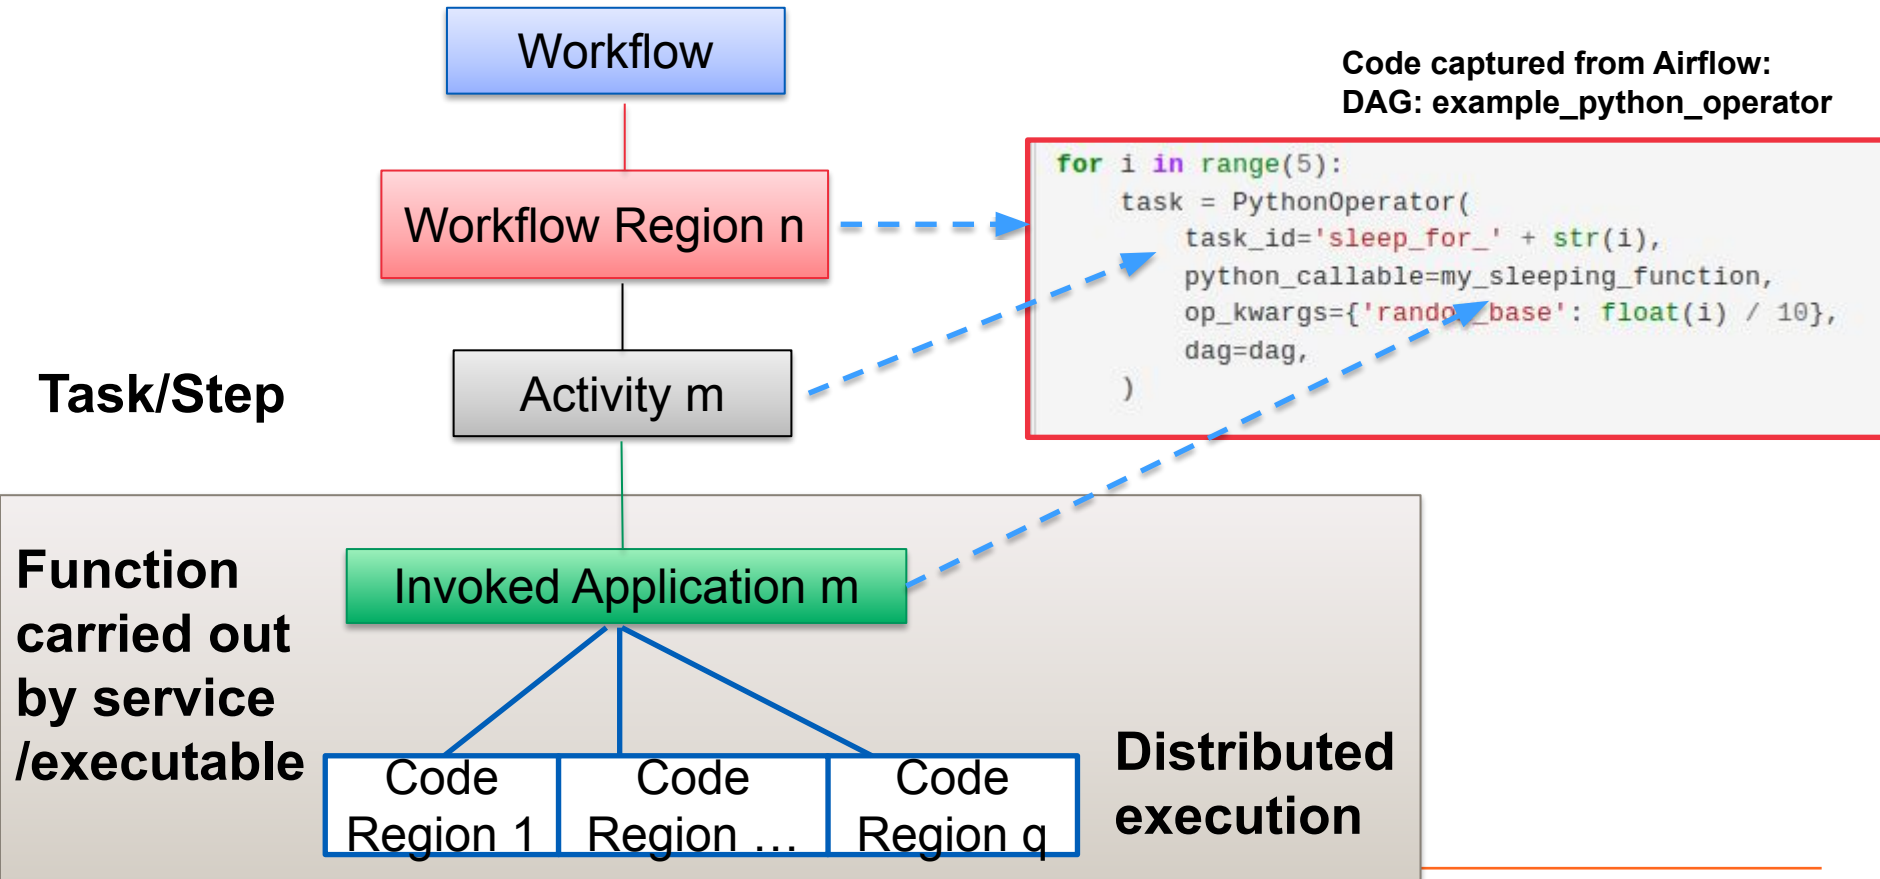 Workflow
Code captured from Airflow:
DAG: example_python_operator
Workflow Region n
for i in range(5):
task = PythonOperator(
task_id='sleep_for_' + str(i),
python_callable=my_sleeping_function,
op_kwargs={'random_base': float(i) / 10},
dag=dag,
)
Task/Step
Activity m
Function
carried out
by service
/executable
Invoked Application m
Code
Region 1
Code
Region …
Code
Region q
Distributed
execution